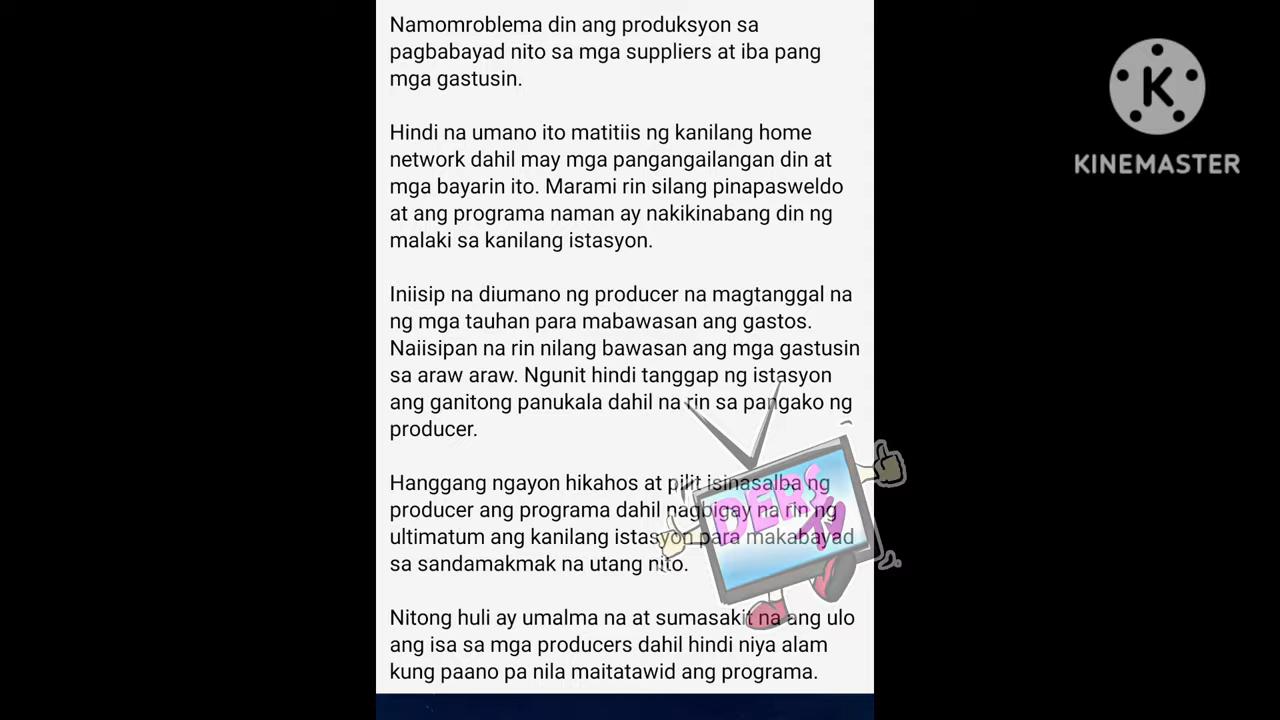 Namomroblema din ang produksyon sa
pagbabayad nito sa mga suppliers at iba pang
mga gastusin.
Hindi na umano ito matitiis ng kanilang home
network dahil may mga pangangailangan din at
mga bayarin ito. Marami rin silang pinapasweldo
at ang programa naman ay nakikinabang din ng
malaki sa kanilang istasyon.
Iniisip na diumano ng producer na magtanggal na
ng mga tauhan para mabawasan ang gastos.
Naiisipan na rin nilang bawasan ang mga gastusin
sa araw araw. Ngunit hindi tanggap ng istasyon
ang ganitong panukala dahil na rin sa pangako ng
producer.
Hanggang ngayon hikahos at pilit isinasalba ng
producer ang programa dahil nagbigay na rin ng
ultimatum ang kanilang istasyon para makabayad
sa sandamakmak na utang nito.
Nitong huli ay umalma na at sumasakit na ang ulo
ang isa sa mga producers dahil hindi niya alam
kung paano pa nila maitatawid ang programa.
K
KINEMASTER
DEBS
TV